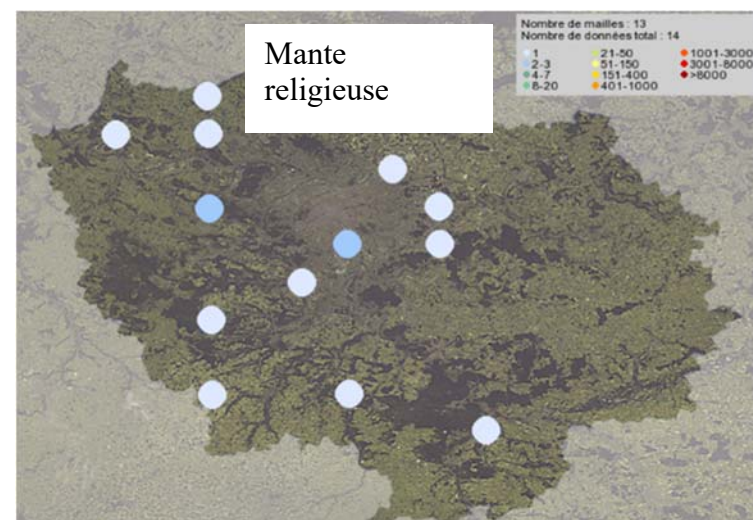 Mante
religieuse
Nombre de mailles : 13
Nombre de données total : 14
1 21-50 1001-3000
2-3 51-150 3001-8000
4-7 151-400 >8000
8-20 401-1000